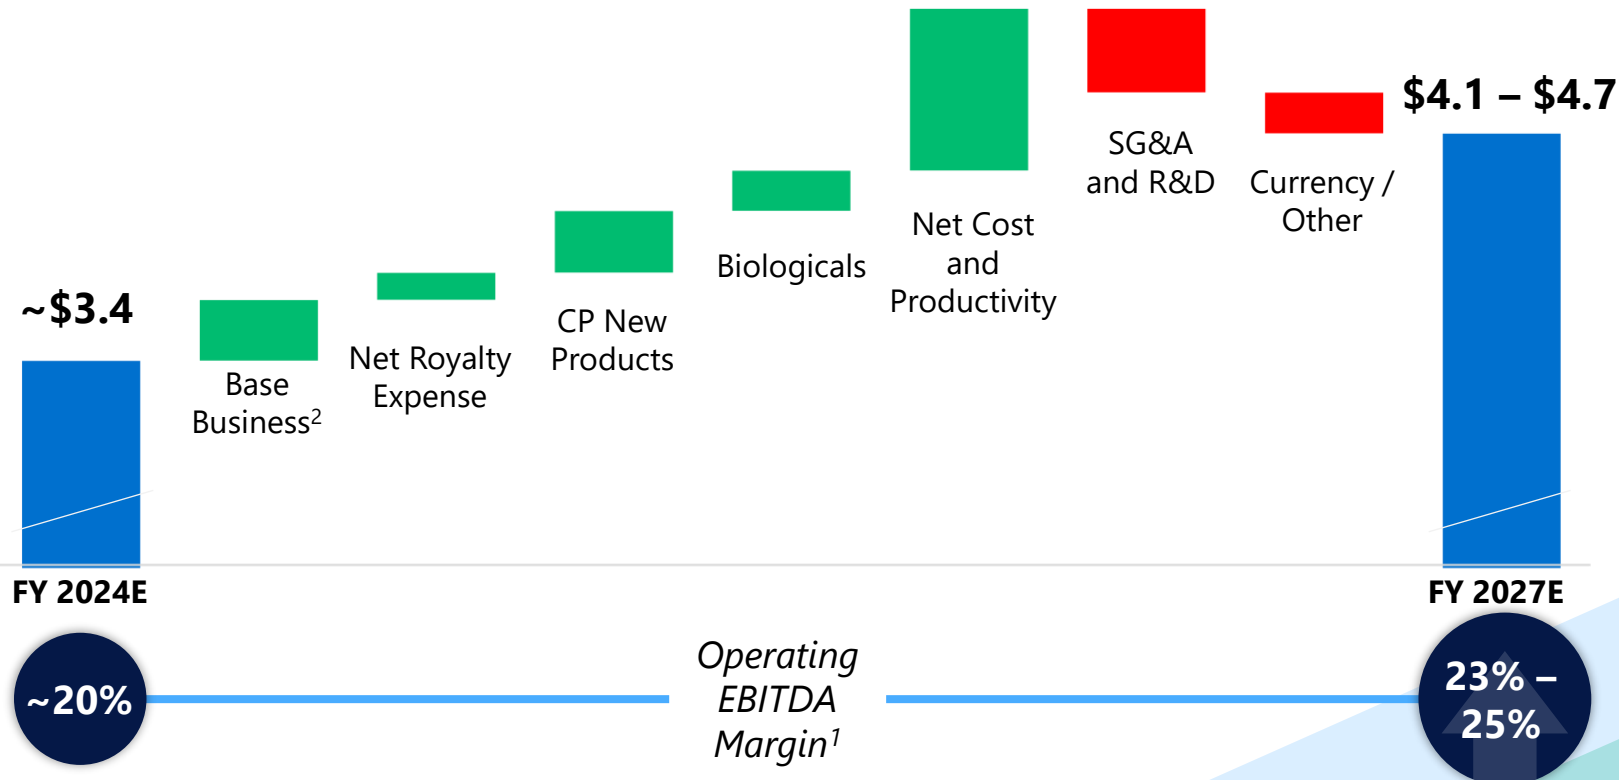 ~$3.4
Base
Business²
Net Royalty
Expense
CP New
Products
Biologicals
Net Cost
and
Productivity
SG&A
and R&D
Currency /
Other
$4.1 – $4.7
FY 2024E
FY 2027E
~20%
Operating
EBITDA
Margin¹
23% –
25%